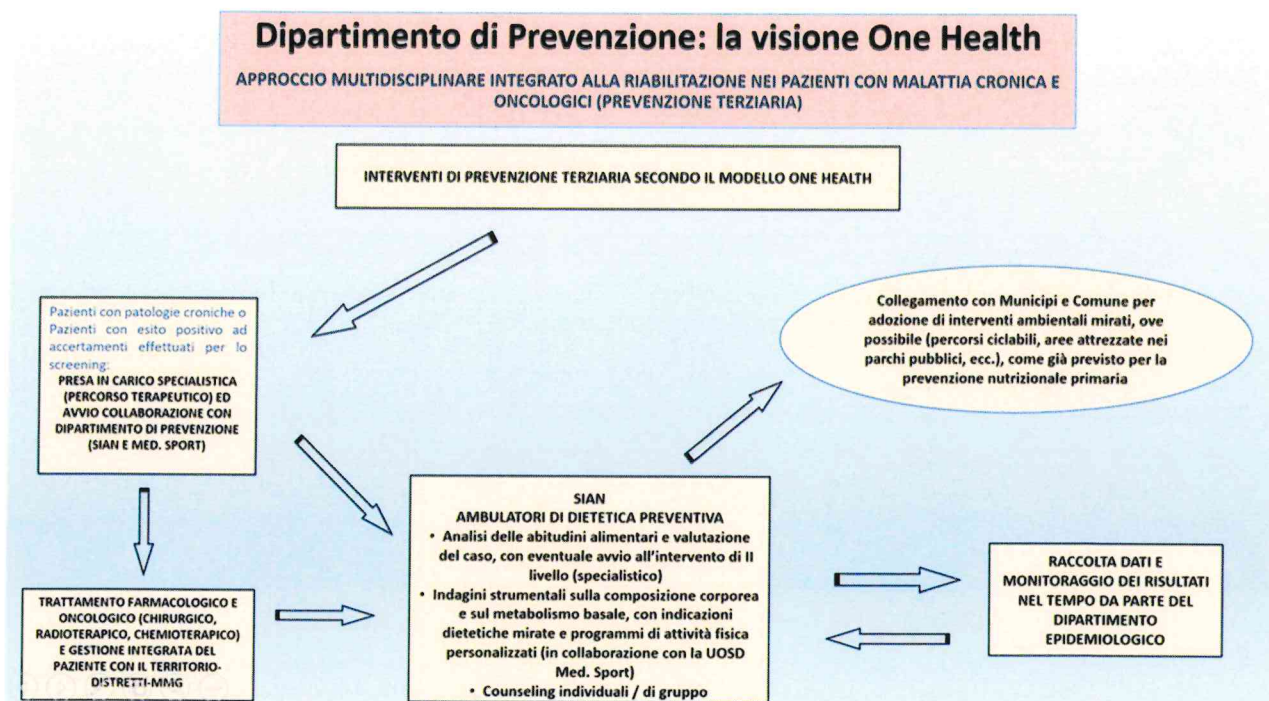 Dipartimento di Prevenzione: la visione One Health
APPROCCIO MULTIDISCIPLINARE INTEGRATO ALLA RIABILITAZIONE NEI PAZIENTI CON MALATTIA CRONICA E
ONCOLOGICI (PREVENZIONE TERZIARIA)
INTERVENTI DI PREVENZIONE TERZIARIA SECONDO IL MODELLO ONE HEALTH
Pazienti con patologie croniche o
Pazienti con esito positivo ad
accertamenti effettuati per lo
screening:
PRESA IN CARICO SPECIALISTICA
(PERCORSO TERAPEUTICO) ED
AVVIO COLLABORAZIONE CON
DIPARTIMENTO DI PREVENZIONE
(SIAN E MED. SPORT)
Collegamento con Municipi e Comune per
adozione di interventi ambientali mirati, ove
possibile (percorsi ciclabili, aree attrezzate nei
parchi pubblici, ecc.), come già previsto per la
prevenzione nutrizionale primaria
TRATTAMENTO FARMACOLOGICO E
ONCOLOGICO (CHIRURGICO,
RADIOTERAPICO, CHEMIOTERAPICO)
E GESTIONE INTEGRATA DEL
PAZIENTE CON IL TERRITORIO-
DISTRETTI-MMG
SIAN
AMBULATORI DI DIETETICA PREVENTIVA
• Analisi delle abitudini alimentari e valutazione
del caso, con eventuale avvio all'intervento di II
livello (specialistico)
• Indagini strumentali sulla composizione corporea
e sul metabolismo basale, con indicazioni
dietetiche mirate e programmi di attività fisica
personalizzati (in collaborazione con la UOSD
Med. Sport)
• Counseling individuali / di gruppo
RACCOLTA DATI E
MONITORAGGIO DEI RISULTATI
NEL TEMPO DA PARTE DEL
DIPARTIMENTO
EPIDEMIOLOGICO